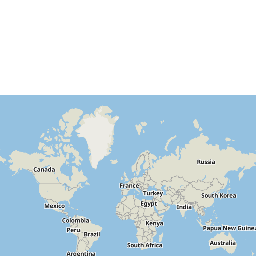 Russia
Canada
France
Turkey
South Korea
Mexico
Egypt
India
Colombia
Kenya
Peru
Brazil
Papua New Guinea
South Africa
Australia
Argentina